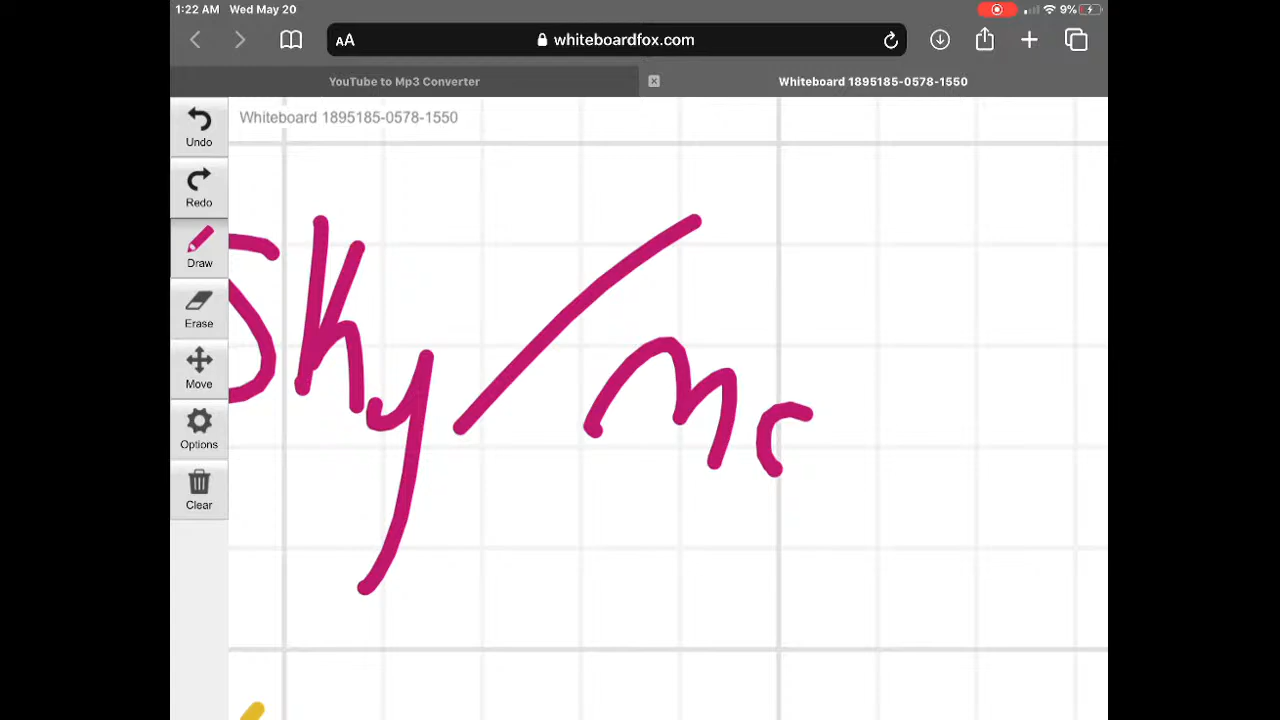 1:22 AM Wed May 20 9%
AA whiteboardfox.com
YouTube to Mp3 Converter Whiteboard 1895185-0578-1550
Whiteboard 1895185-0578-1550
Undo
Redo
Draw
Erase
Move
Options
Clear
Sky/